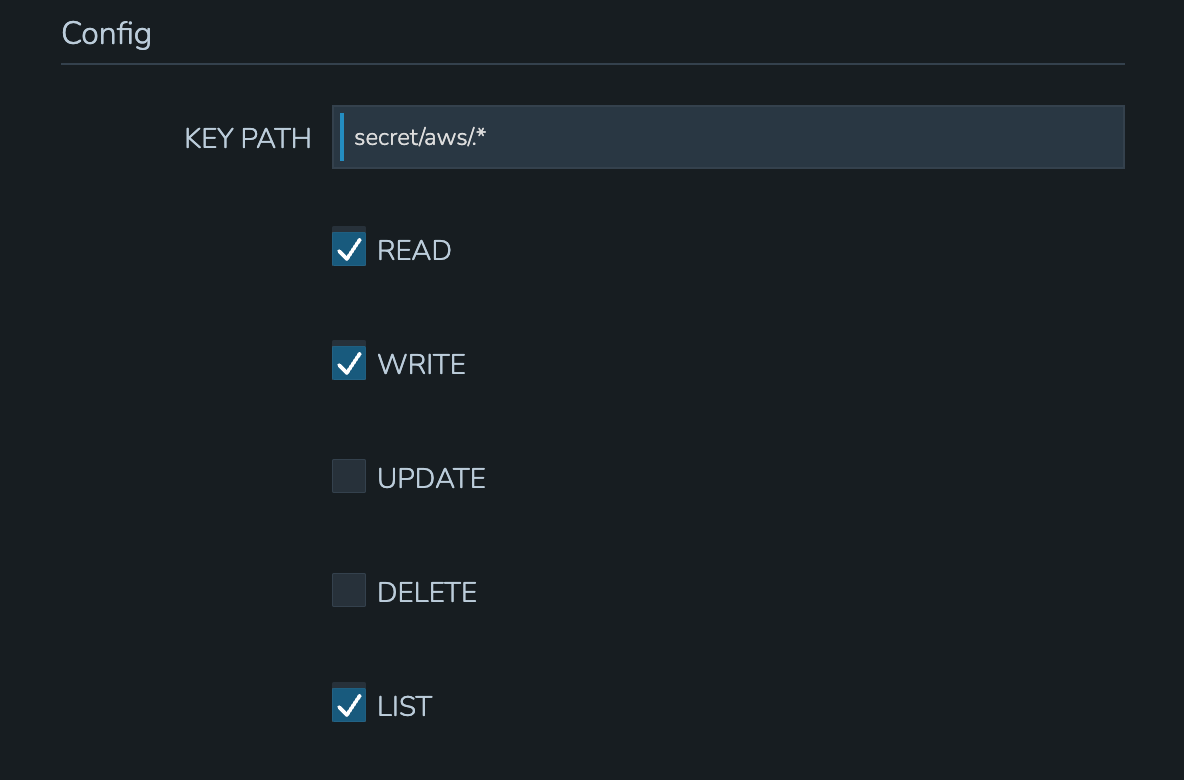 Config
KEY PATH
secret/aws/.*
READ
WRITE
UPDATE
DELETE
LIST